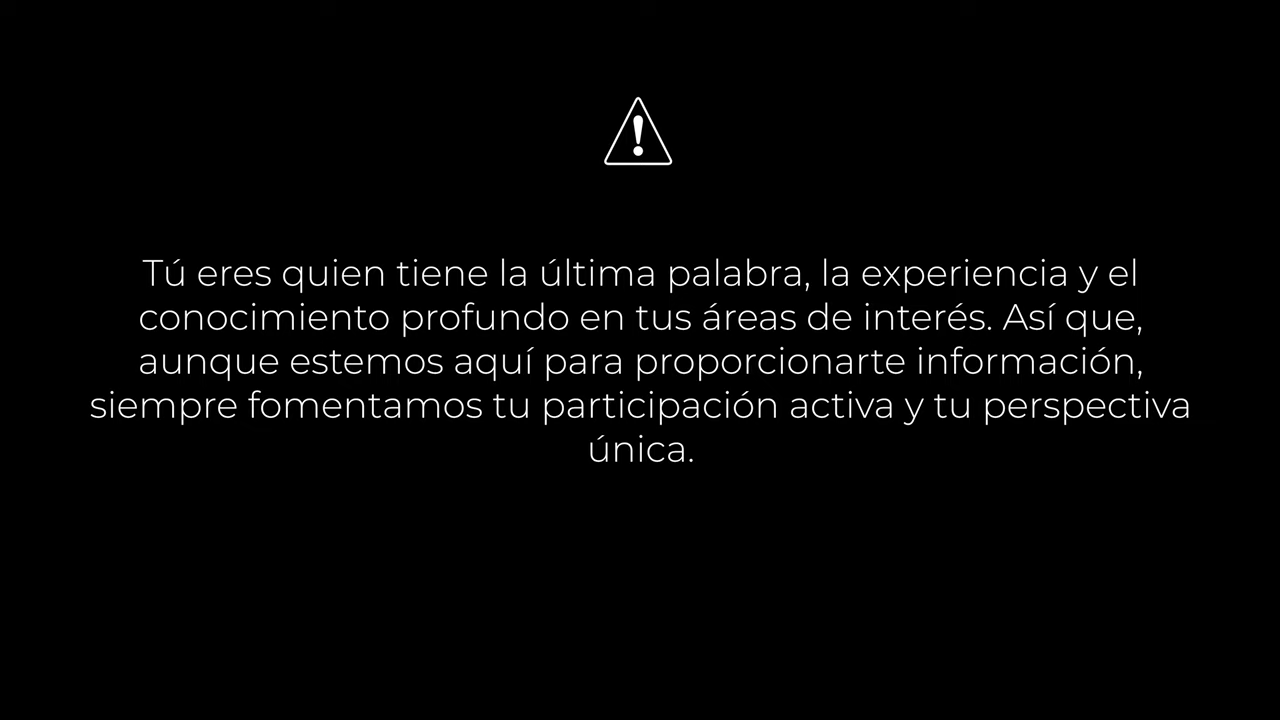 Tú eres quien tiene la última palabra, la experiencia y el
conocimiento profundo en tus áreas de interés. Así que,
aunque estemos aquí para proporcionarte información,
siempre fomentamos tu participación activa y tu perspectiva
única.